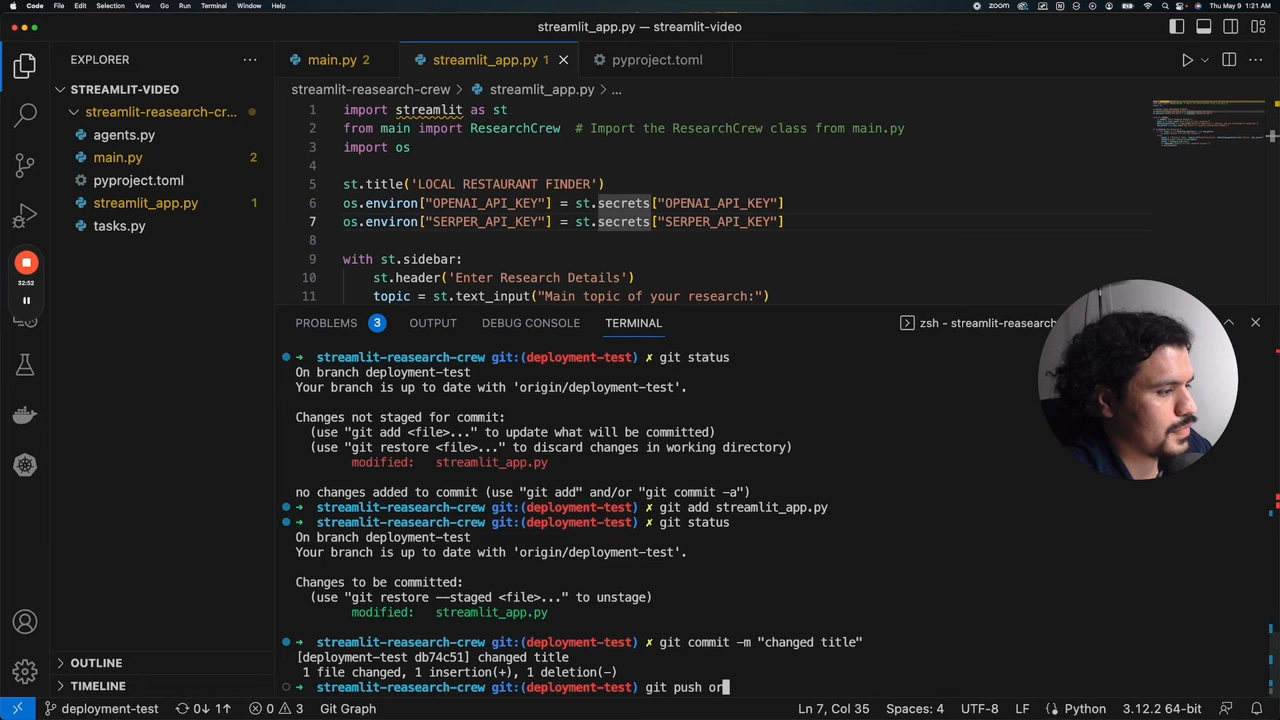 Code File Edit Selection View Go Run Terminal Window Help zoom Thu May 9 1:21 AM
streamlit_app.py — streamlit-video
EXPLORER
STREAMLIT-VIDEO
streamlit-reasearch-cr...
agents.py
main.py 2
pyproject.toml
streamlit_app.py 1
tasks.py
OUTLINE
TIMELINE
32:52
main.py 2 streamlit_app.py 1 pyproject.toml
streamlit-reasearch-crew > streamlit_app.py > ...
1 import streamlit as st
2 from main import ResearchCrew # Import the ResearchCrew class from main.py
3 import os
4
5 st.title('LOCAL RESTAURANT FINDER')
6 os.environ["OPENAI_API_KEY"] = st.secrets["OPENAI_API_KEY"]
7 os.environ["SERPER_API_KEY"] = st.secrets["SERPER_API_KEY"]
8
9 with st.sidebar:
10 st.header('Enter Research Details')
11 topic = st.text_input("Main topic of your research:")
PROBLEMS 3 OUTPUT DEBUG CONSOLE TERMINAL zsh - streamlit-reasearch
➜ streamlit-reasearch-crew git:(deployment-test) ✗ git status
On branch deployment-test
Your branch is up to date with 'origin/deployment-test'.
Changes not staged for commit:
(use "git add <file>..." to update what will be committed)
(use "git restore <file>..." to discard changes in working directory)
modified: streamlit_app.py
no changes added to commit (use "git add" and/or "git commit -a")
➜ streamlit-reasearch-crew git:(deployment-test) ✗ git add streamlit_app.py
➜ streamlit-reasearch-crew git:(deployment-test) ✗ git status
On branch deployment-test
Your branch is up to date with 'origin/deployment-test'.
Changes to be committed:
(use "git restore --staged <file>..." to unstage)
modified: streamlit_app.py
➜ streamlit-reasearch-crew git:(deployment-test) ✗ git commit -m "changed title"
[deployment-test db74c51] changed title
1 file changed, 1 insertion(+), 1 deletion(-)
➜ streamlit-reasearch-crew git:(deployment-test) git push or
deployment-test 0↓ 1↑ 0 3 Git Graph Ln 7, Col 35 Spaces: 4 UTF-8 LF Python 3.12.2 64-bit